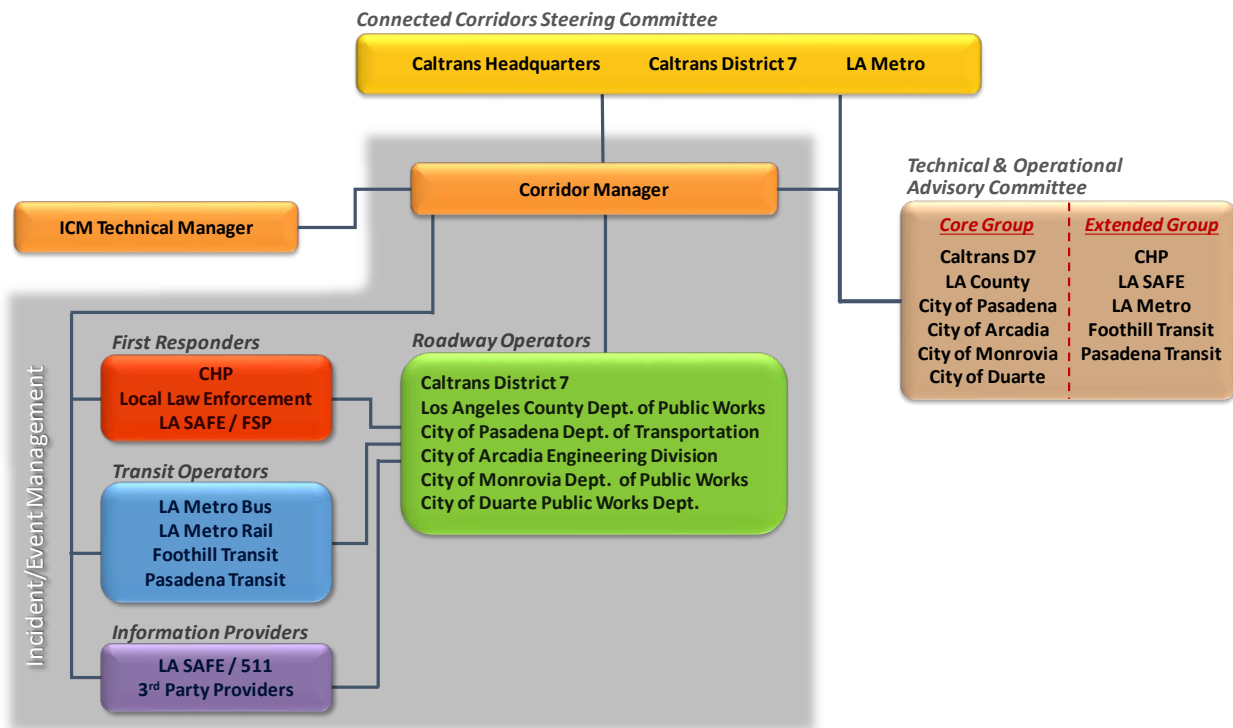 Connected Corridors Steering Committee
Caltrans Headquarters Caltrans District 7 LA Metro
Corridor Manager
ICM Technical Manager
Technical & Operational
Advisory Committee
Core Group
Caltrans D7
LA County
City of Pasadena
City of Arcadia
City of Monrovia
City of Duarte
Extended Group
CHP
LA SAFE
LA Metro
Foothill Transit
Pasadena Transit
Incident/Event Management
First Responders
CHP
Local Law Enforcement
LA SAFE / FSP
Roadway Operators
Caltrans District 7
Los Angeles County Dept. of Public Works
City of Pasadena Dept. of Transportation
City of Arcadia Engineering Division
City of Monrovia Dept. of Public Works
City of Duarte Public Works Dept.
Transit Operators
LA Metro Bus
LA Metro Rail
Foothill Transit
Pasadena Transit
Information Providers
LA SAFE / 511
3rd Party Providers